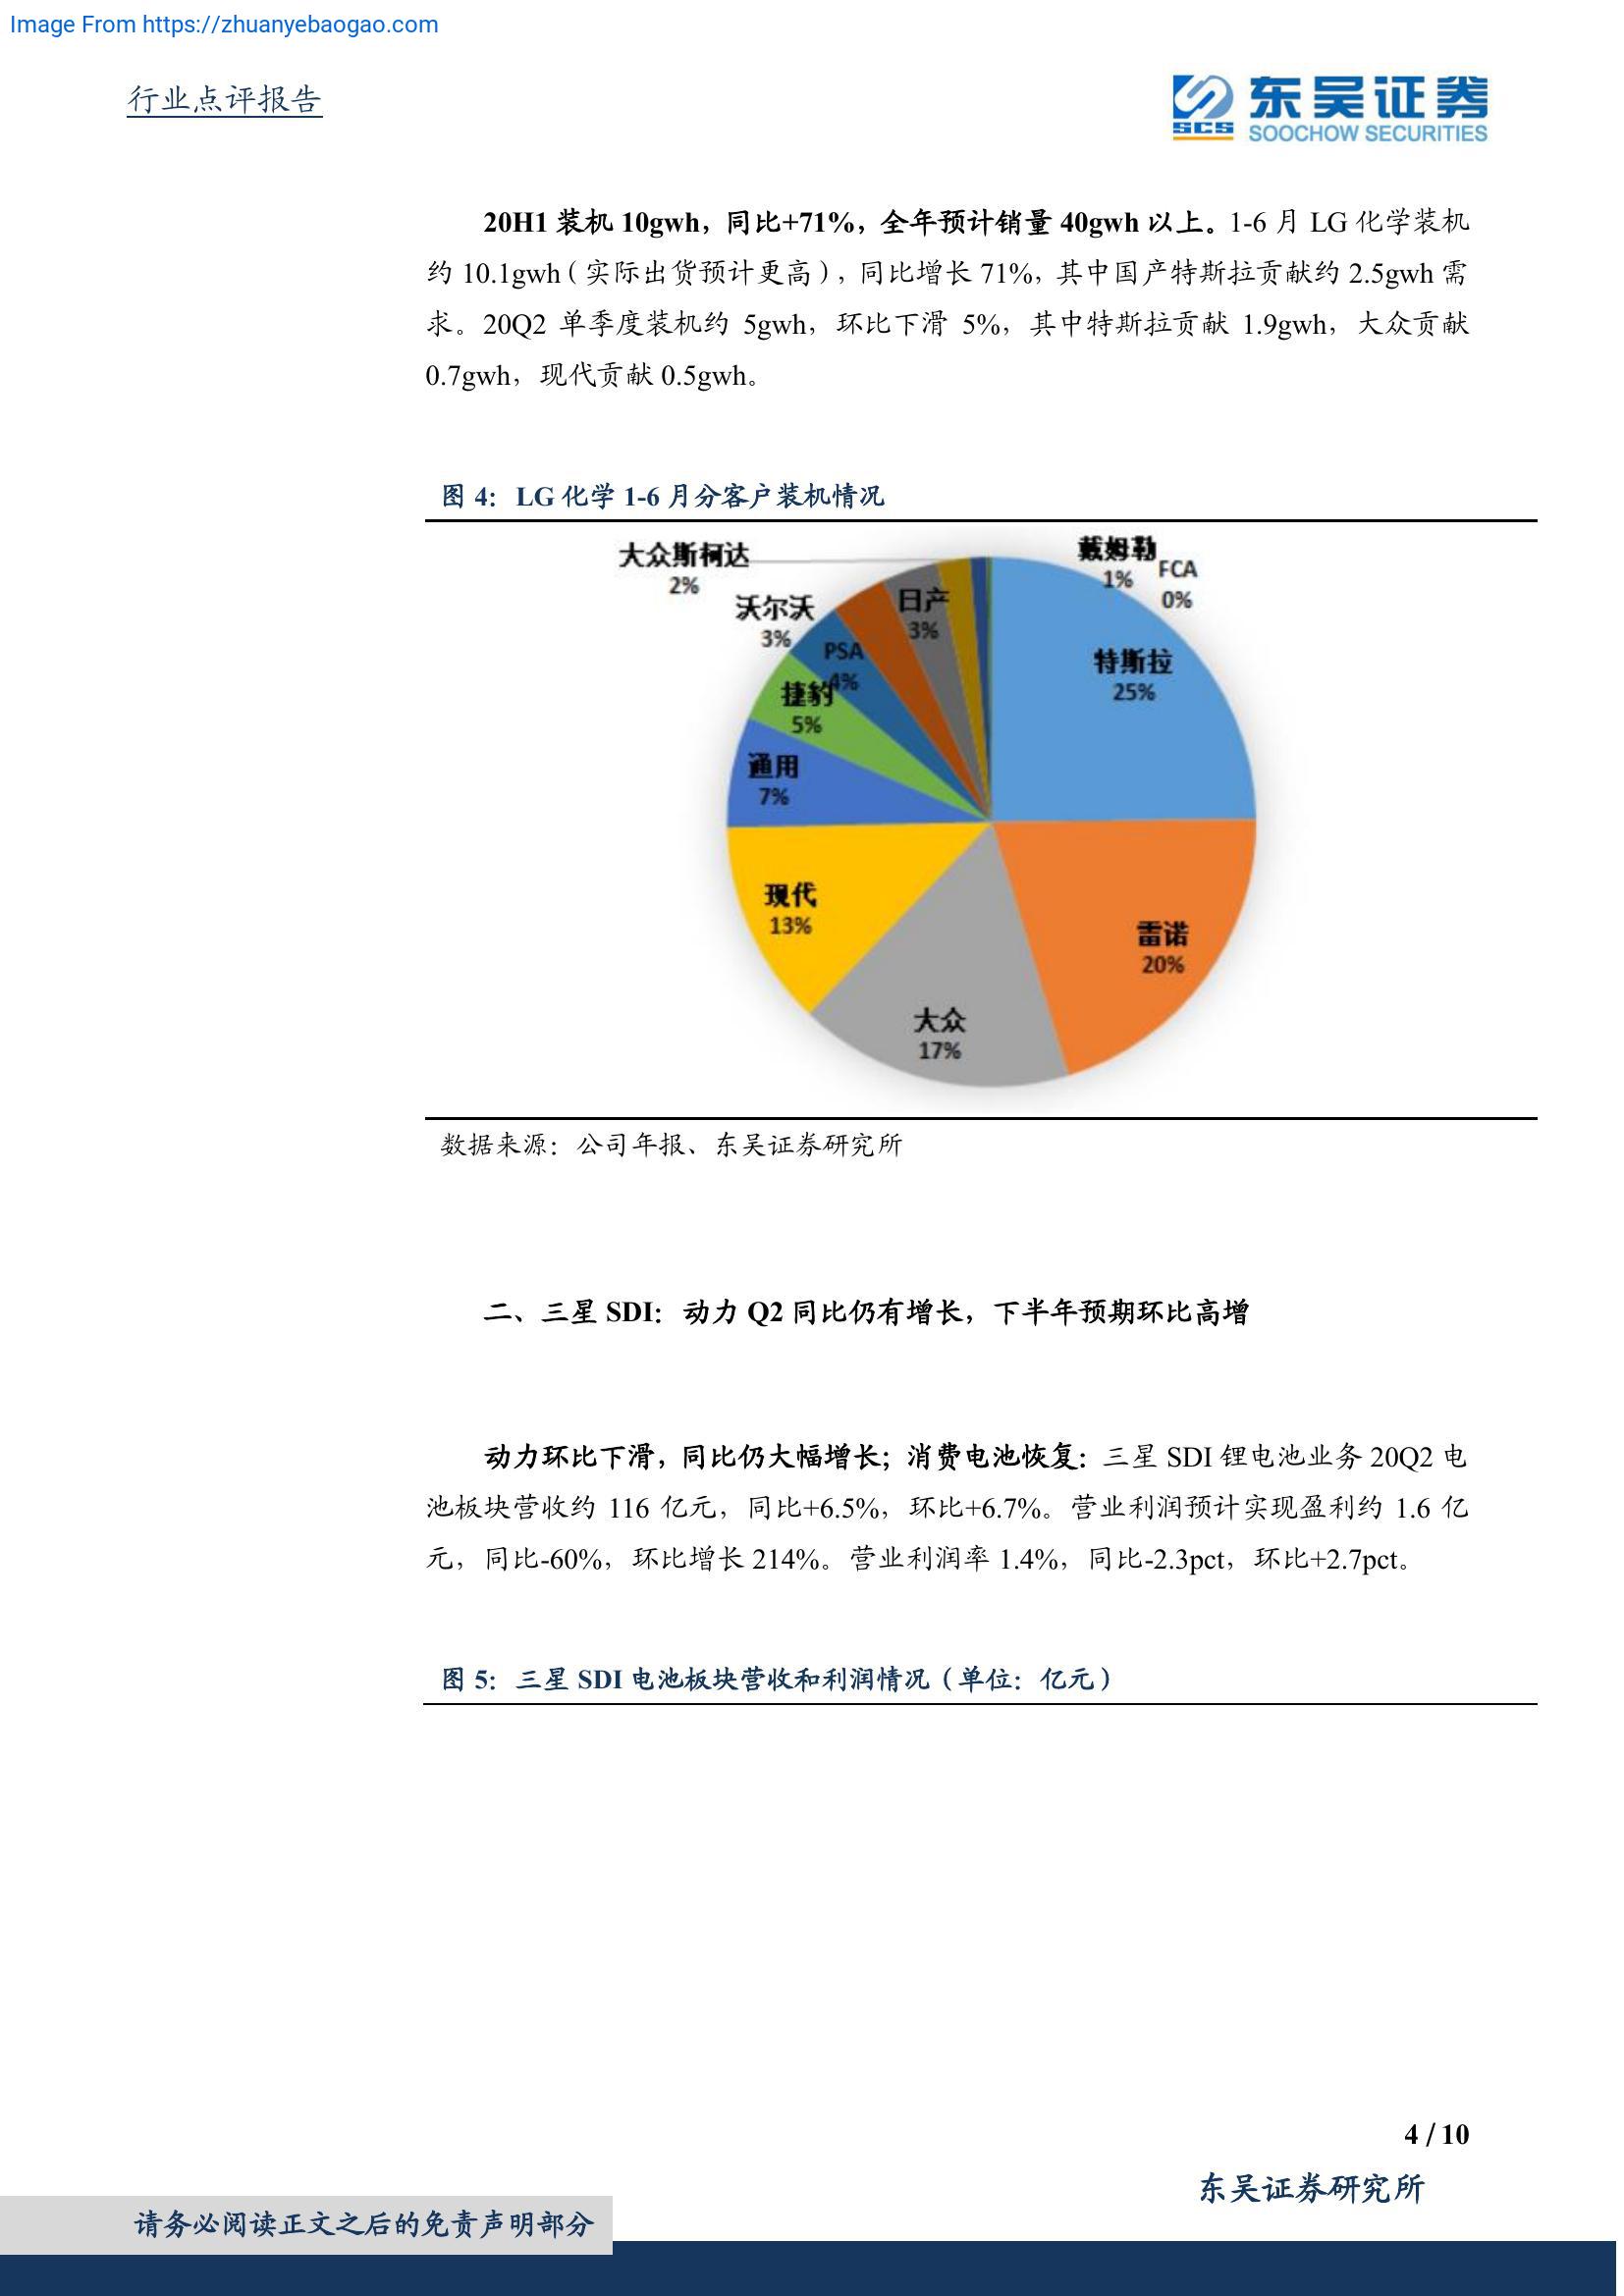 Image From https://zhuanyebaogao.com
行业点评报告
SCS 东吴证券
SOOCHOW SECURITIES
20H1 装机 10gwh，同比+71%，全年预计销量 40gwh 以上。1-6 月 LG 化学装机
约 10.1gwh（实际出货预计更高），同比增长 71%，其中国产特斯拉贡献约 2.5gwh 需
求。20Q2 单季度装机约 5gwh，环比下滑 5%，其中特斯拉贡献 1.9gwh，大众贡献
0.7gwh，现代贡献 0.5gwh。
图 4：LG 化学 1-6 月分客户装机情况
大众斯柯达
2%
戴姆勒
1%
FCA
0%
沃尔沃
3%
日产
3%
PSA
4%
特斯拉
25%
捷豹
5%
通用
7%
现代
13%
雷诺
20%
大众
17%
数据来源：公司年报、东吴证券研究所
二、三星 SDI：动力 Q2 同比仍有增长，下半年预期环比高增
动力环比下滑，同比仍大幅增长；消费电池恢复：三星 SDI 锂电池业务 20Q2 电
池板块营收约 116 亿元，同比+6.5%，环比+6.7%。营业利润预计实现盈利约 1.6 亿
元，同比-60%，环比增长 214%。营业利润率 1.4%，同比-2.3pct，环比+2.7pct。
图 5：三星 SDI 电池板块营收和利润情况（单位：亿元）
4 / 10
东吴证券研究所
请务必阅读正文之后的免责声明部分